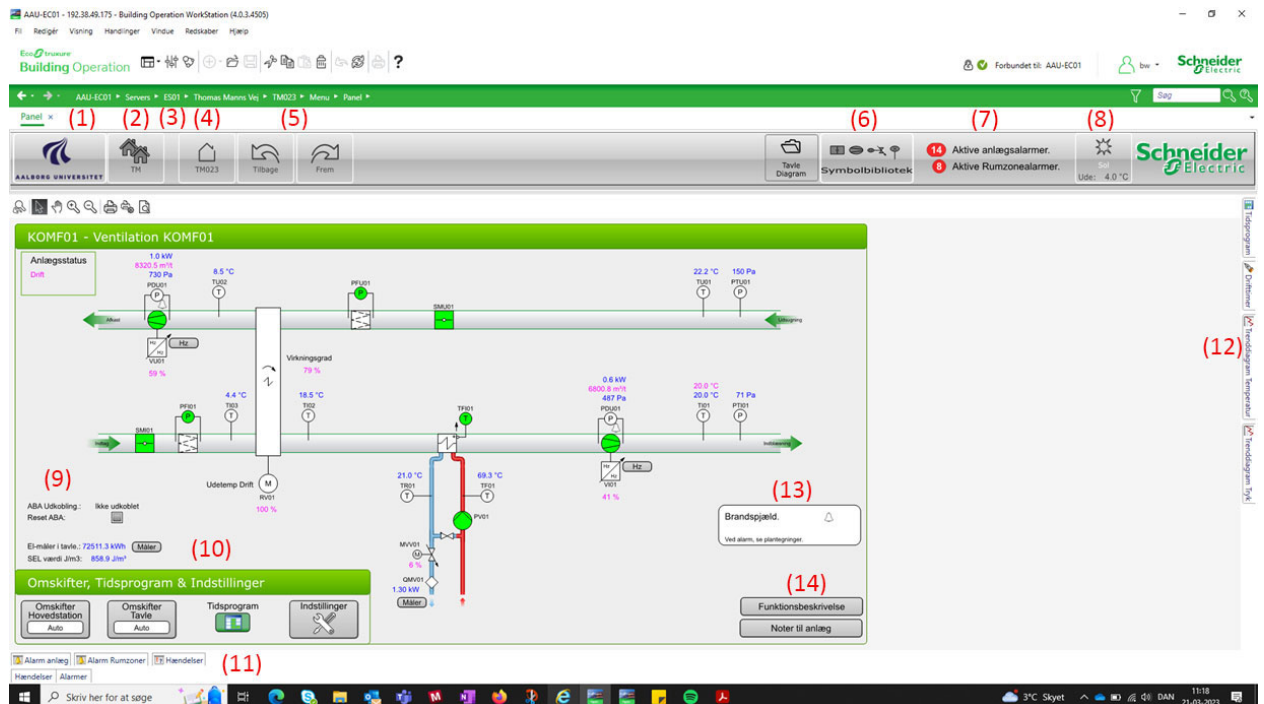 AAU-EC01 - 192.38.49.175 - Building Operation WorkStation (4.0.3.4505)
Fil Redigér Visning Handlinger Vindue Redskaber Hjælp
EcoStruxure
Building Operation
Forbundet til: AAU-EC01
bw
Schneider
Electric
AAU-EC01 Servers ES01 Thomas Manns Vej TM023 Menu Panel
Søg
Panel ×
(1) (2) (3) (4) (5) (6) (7) (8)
AALBORG UNIVERSITET
TM
TM023
Tilbage
Frem
Tavle
Diagram
Symbolbibliotek
14 Aktive anlægsalarmer.
8 Aktive Rumzonealarmer.
Sol
Ude: 4.0 °C
Schneider
Electric
KOMF01 - Ventilation KOMF01
Anlægsstatus
Drift
1.0 kW
8320.5 m³/t
730 Pa
PDU01
P
8.5 °C
TU02
T
PFU01
P
SMU01
22.2 °C
TU01
T
150 Pa
PTU01
P
Afkast
Udsugning
Hz
Hz
Hz
VU01
59 %
Virkningsgrad
79 %
PFI01
P
4.4 °C
TI03
T
18.5 °C
TI02
T
TFI01
T
0.6 kW
6800.8 m³/t
487 Pa
PDU01
P
20.0 °C
20.0 °C
TI01
T
71 Pa
PTI01
P
SMI01
Indtag
Indblæsning
Udetemp Drift
M
RV01
100 %
21.0 °C
TR01
T
69.3 °C
TF01
T
Hz
Hz
Hz
VI01
41 %
PV01
MVV01
M
6 %
QMV01
1.30 kW
Måler
(9)
ABA Udkobling.: Ikke udkoblet
Reset ABA:
El-måler i tavle.: 72511.3 kWh Måler
SEL værdi J/m3: 858.9 J/m³
(10)
(13)
Brandspjæld.
Ved alarm, se plantegninger.
(14)
Funktionsbeskrivelse
Noter til anlæg
Omskifter, Tidsprogram & Indstillinger
Omskifter
Hovedstation
Auto
Omskifter
Tavle
Auto
Tidsprogram
Indstillinger
Tidsprogram
Driftstimer
Trenddiagram Temperatur
Trenddiagram Tryk
(12)
Alarm anlæg Alarm Rumzoner Hændelser
(11)
Hændelser Alarmer
Skriv her for at søge
3°C Skyet
DAN
11:18
21-03-2023